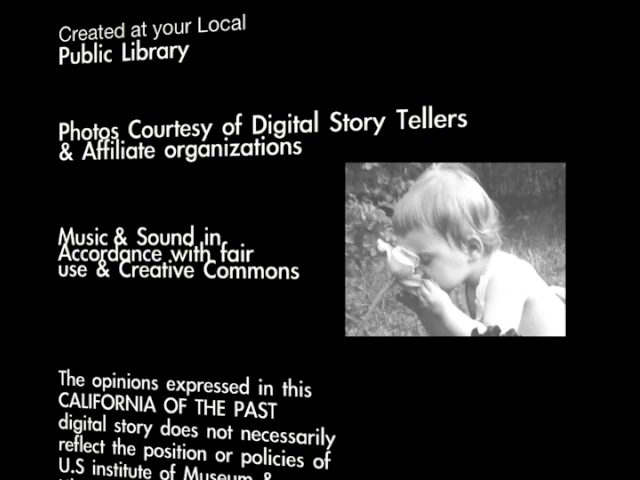 Created at your Local
Public Library
Photos Courtesy of Digital Story Tellers
& Affiliate organizations
Music & Sound in
Accordance with fair
use & Creative Commons
The opinions expressed in this
CALIFORNIA OF THE PAST
digital story does not necessarily
reflect the position or policies of
U.S institute of Museum &